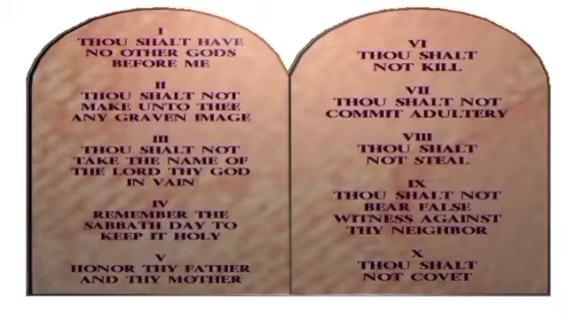 I
THOU SHALT HAVE
NO OTHER GODS
BEFORE ME
II
THOU SHALT NOT
MAKE UNTO THEE
ANY GRAVEN IMAGE
III
THOU SHALT NOT
TAKE THE NAME OF
THE LORD THY GOD
IN VAIN
IV
REMEMBER THE
SABBATH DAY TO
KEEP IT HOLY
V
HONOR THY FATHER
AND THY MOTHER
VI
THOU SHALT
NOT KILL
VII
THOU SHALT NOT
COMMIT ADULTERY
VIII
THOU SHALT
NOT STEAL
IX
THOU SHALT NOT
BEAR FALSE
WITNESS AGAINST
THY NEIGHBOR
X
THOU SHALT
NOT COVET